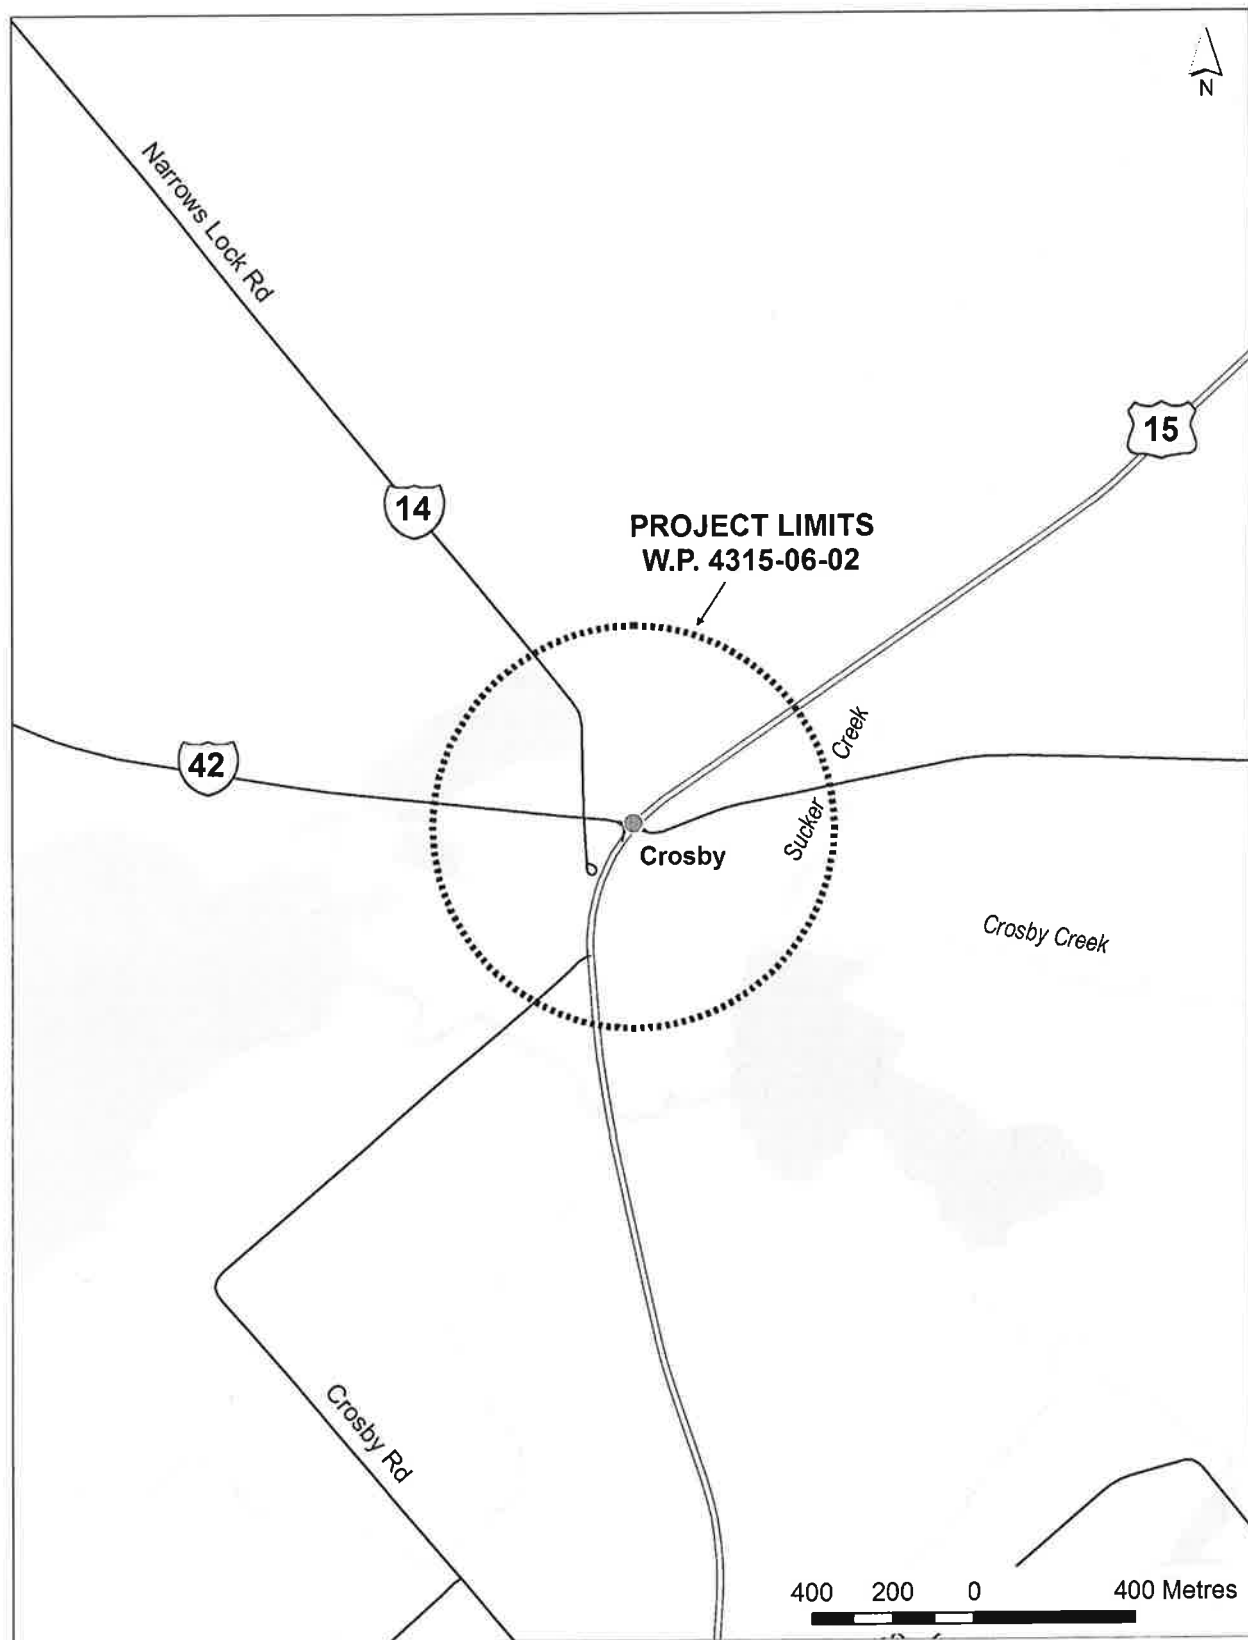 N
Narrows Lock Rd
15
14
PROJECT LIMITS
W.P. 4315-06-02
Creek
42
Sucker
Crosby
Crosby Creek
Crosby Rd
400 200 0 400 Metres